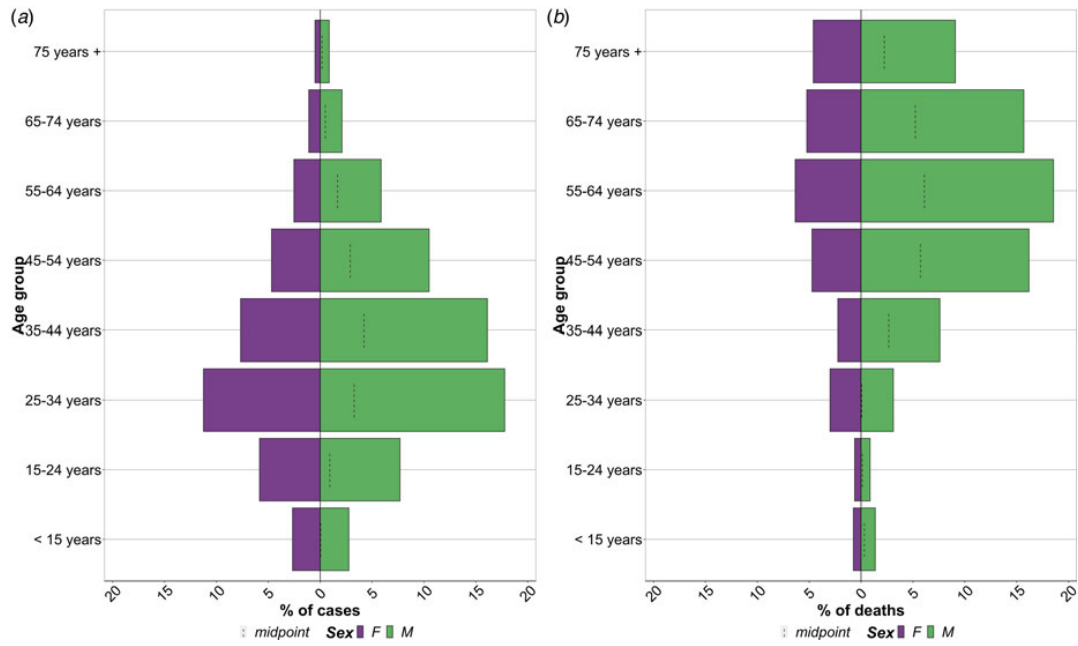 (a)
75 years +
65-74 years
55-64 years
45-54 years
35-44 years
25-34 years
15-24 years
< 15 years
Age group
20 15 10 5 0 5 10 15 20
% of cases
midpoint Sex F M
(b)
75 years +
65-74 years
55-64 years
45-54 years
35-44 years
25-34 years
15-24 years
< 15 years
Age group
20 15 10 5 0 5 10 15 20
% of deaths
midpoint Sex F M